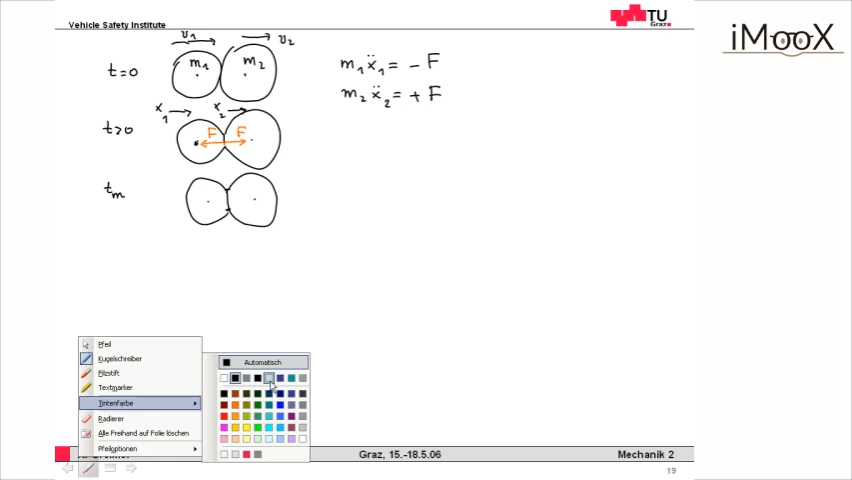 Vehicle Safety Institute
TU
Graz
iMooX
v1 v2
m1 m2
t=0
m1ẍ1 = - F
m2ẍ2 = + F
x1 x2
t>0
F F
tm
Pfeil
Kugelschreiber
Filzstift
Textmarker
Tintenfarbe
Radierer
Alle Freihand auf Folie löschen
Pfeiloptionen
Automatisch
Graz, 15.-18.5.06
Mechanik 2
19